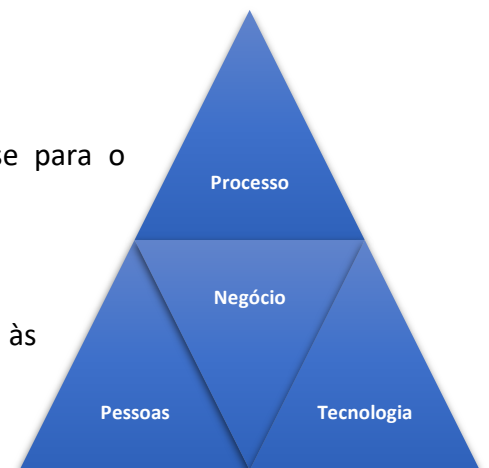 se para o
Processo
Negócio
às
Pessoas Tecnologia